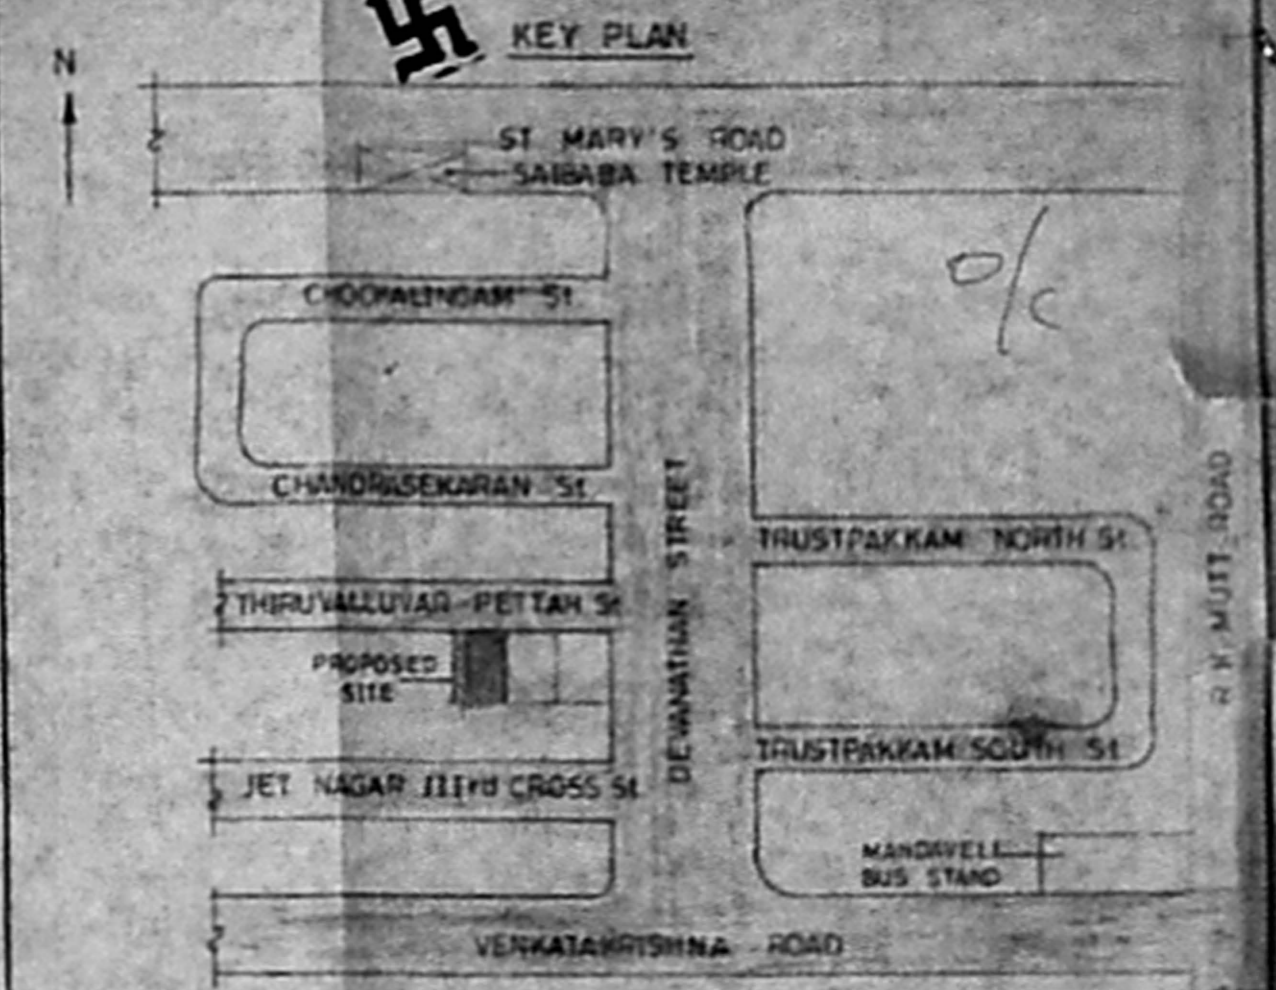 KEY PLAN
N
ST MARY'S ROAD
SAIBABA TEMPLE
O/C
CHOCKALINGAM St
CHANDRASEKARAN St
DEVANATHAN STREET
TRUSTPAKKAM NORTH St
R K MUTT ROAD
THIRUVALLUVAR PETTAH St
PROPOSED
SITE
TRUSTPAKKAM SOUTH St
JET NAGAR IIIrd CROSS St
MANDAVELI
BUS STAND
VENKATAKRISHNA ROAD